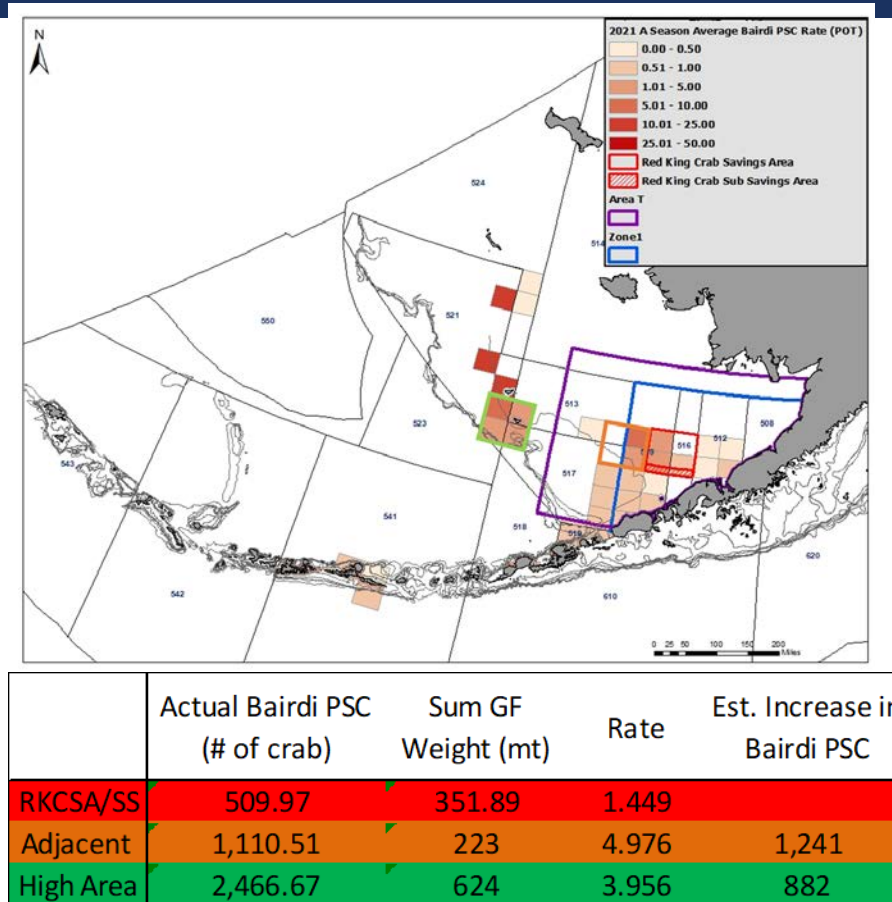 N
2021 A Season Average Bairdi PSC Rate (POT)
0.00 - 0.50
0.51 - 1.00
1.01 - 5.00
5.01 - 10.00
10.01 - 25.00
25.01 - 50.00
Red King Crab Savings Area
Red King Crab Sub Savings Area
Area T
Zone1
524
514
521
550
513
508
516
512
523
517
543
541
518
519
4
620
542
610
0 25 50 100 150 200
Miles
Actual Bairdi PSC (# of crab) Sum GF Weight (mt) Rate Est. Increase in Bairdi PSC
RKCSA/SS 509.97 351.89 1.449
Adjacent 1,110.51 223 4.976 1,241
High Area 2,466.67 624 3.956 882